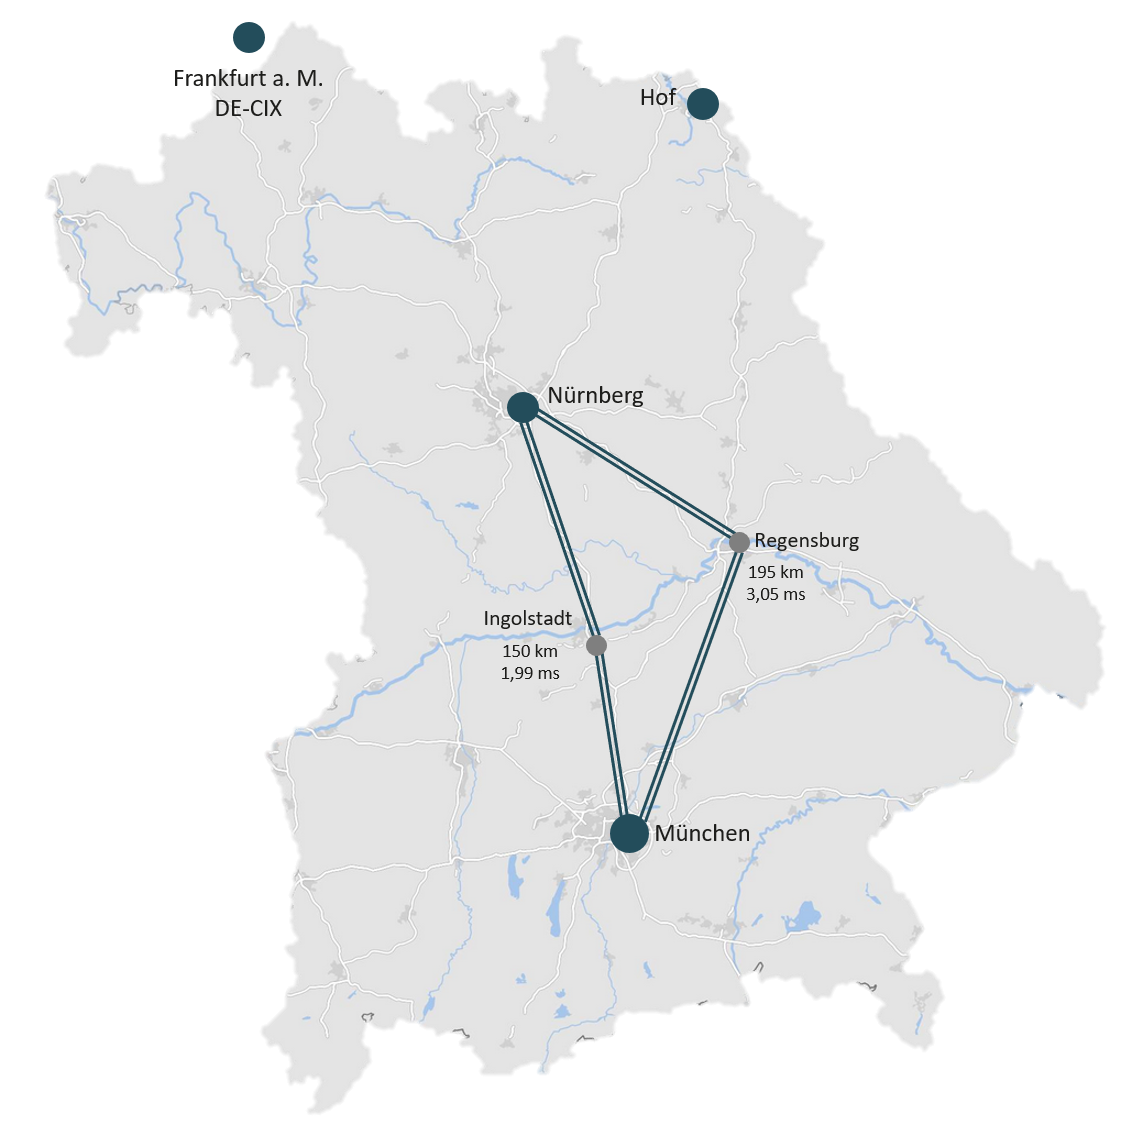 Frankfurt a. M.
DE-CIX
Hof
Nürnberg
Regensburg
195 km
3,05 ms
Ingolstadt
150 km
1,99 ms
München